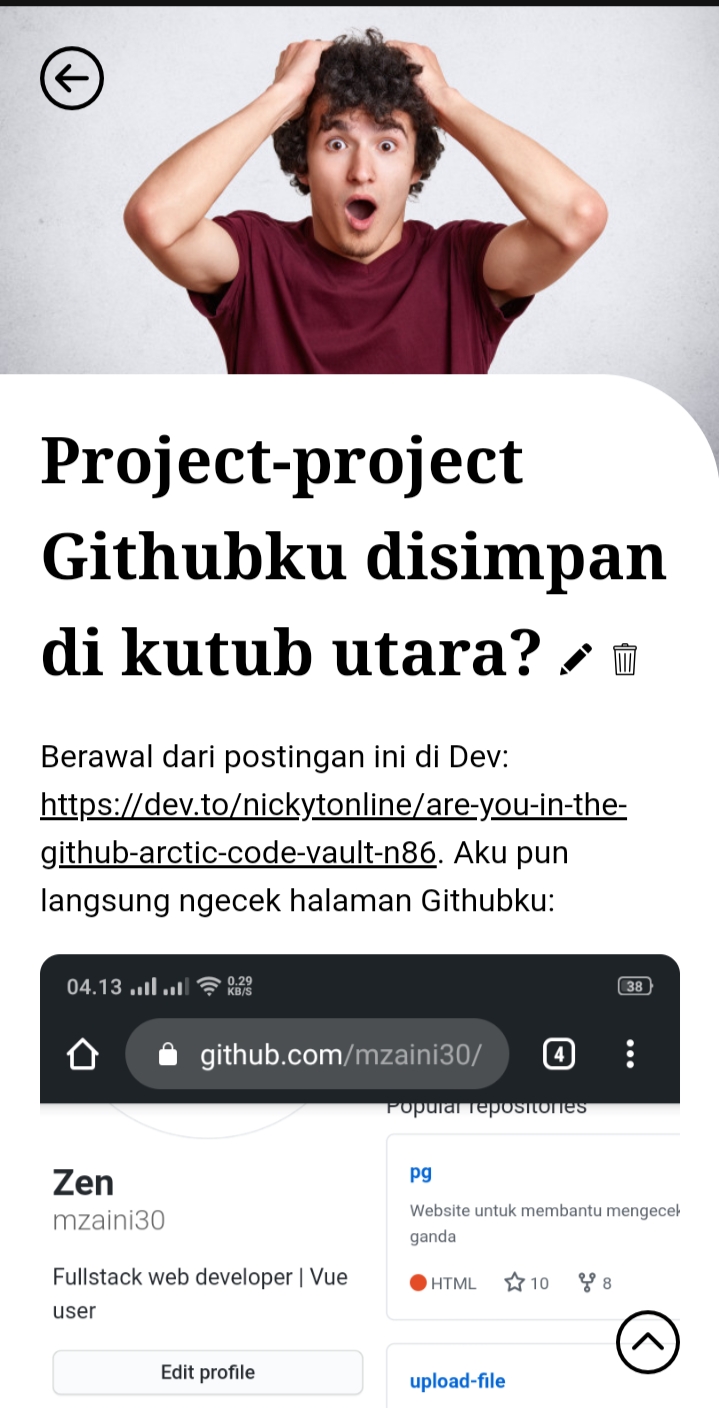 Project-project
Githubku disimpan
di kutub utara?
Berawal dari postingan ini di Dev:
https://dev.to/nickytonline/are-you-in-the-
github-arctic-code-vault-n86. Aku pun
langsung ngecek halaman Githubku:
04.13 0.29 KB/S 38
github.com/mzaini30/ 4
Popular repositories
Zen
mzaini30
Fullstack web developer | Vue
user
Edit profile
pg
Website untuk membantu mengecek
ganda
HTML 10 8
upload-file